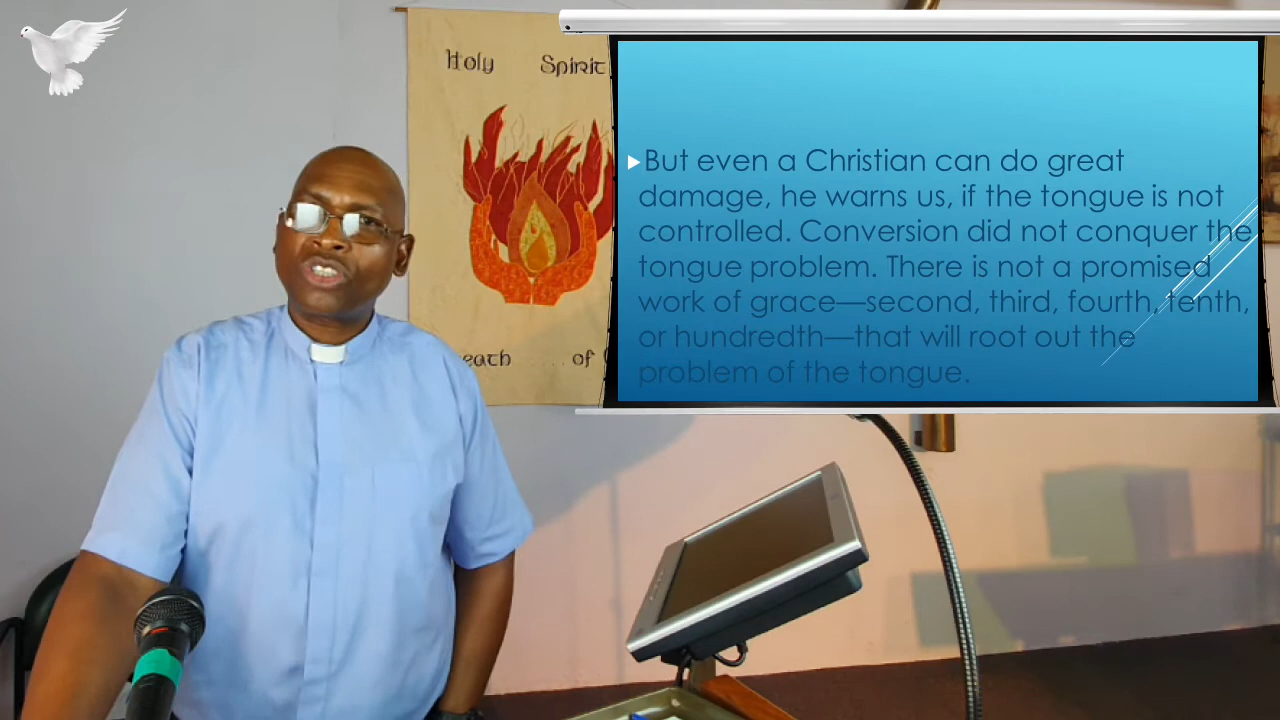 Holy Spirit
But even a Christian can do great
damage, he warns us, if the tongue is not
controlled. Conversion did not conquer the
tongue problem. There is not a promised
work of grace—second, third, fourth, tenth,
or hundredth—that will root out the
problem of the tongue.
of